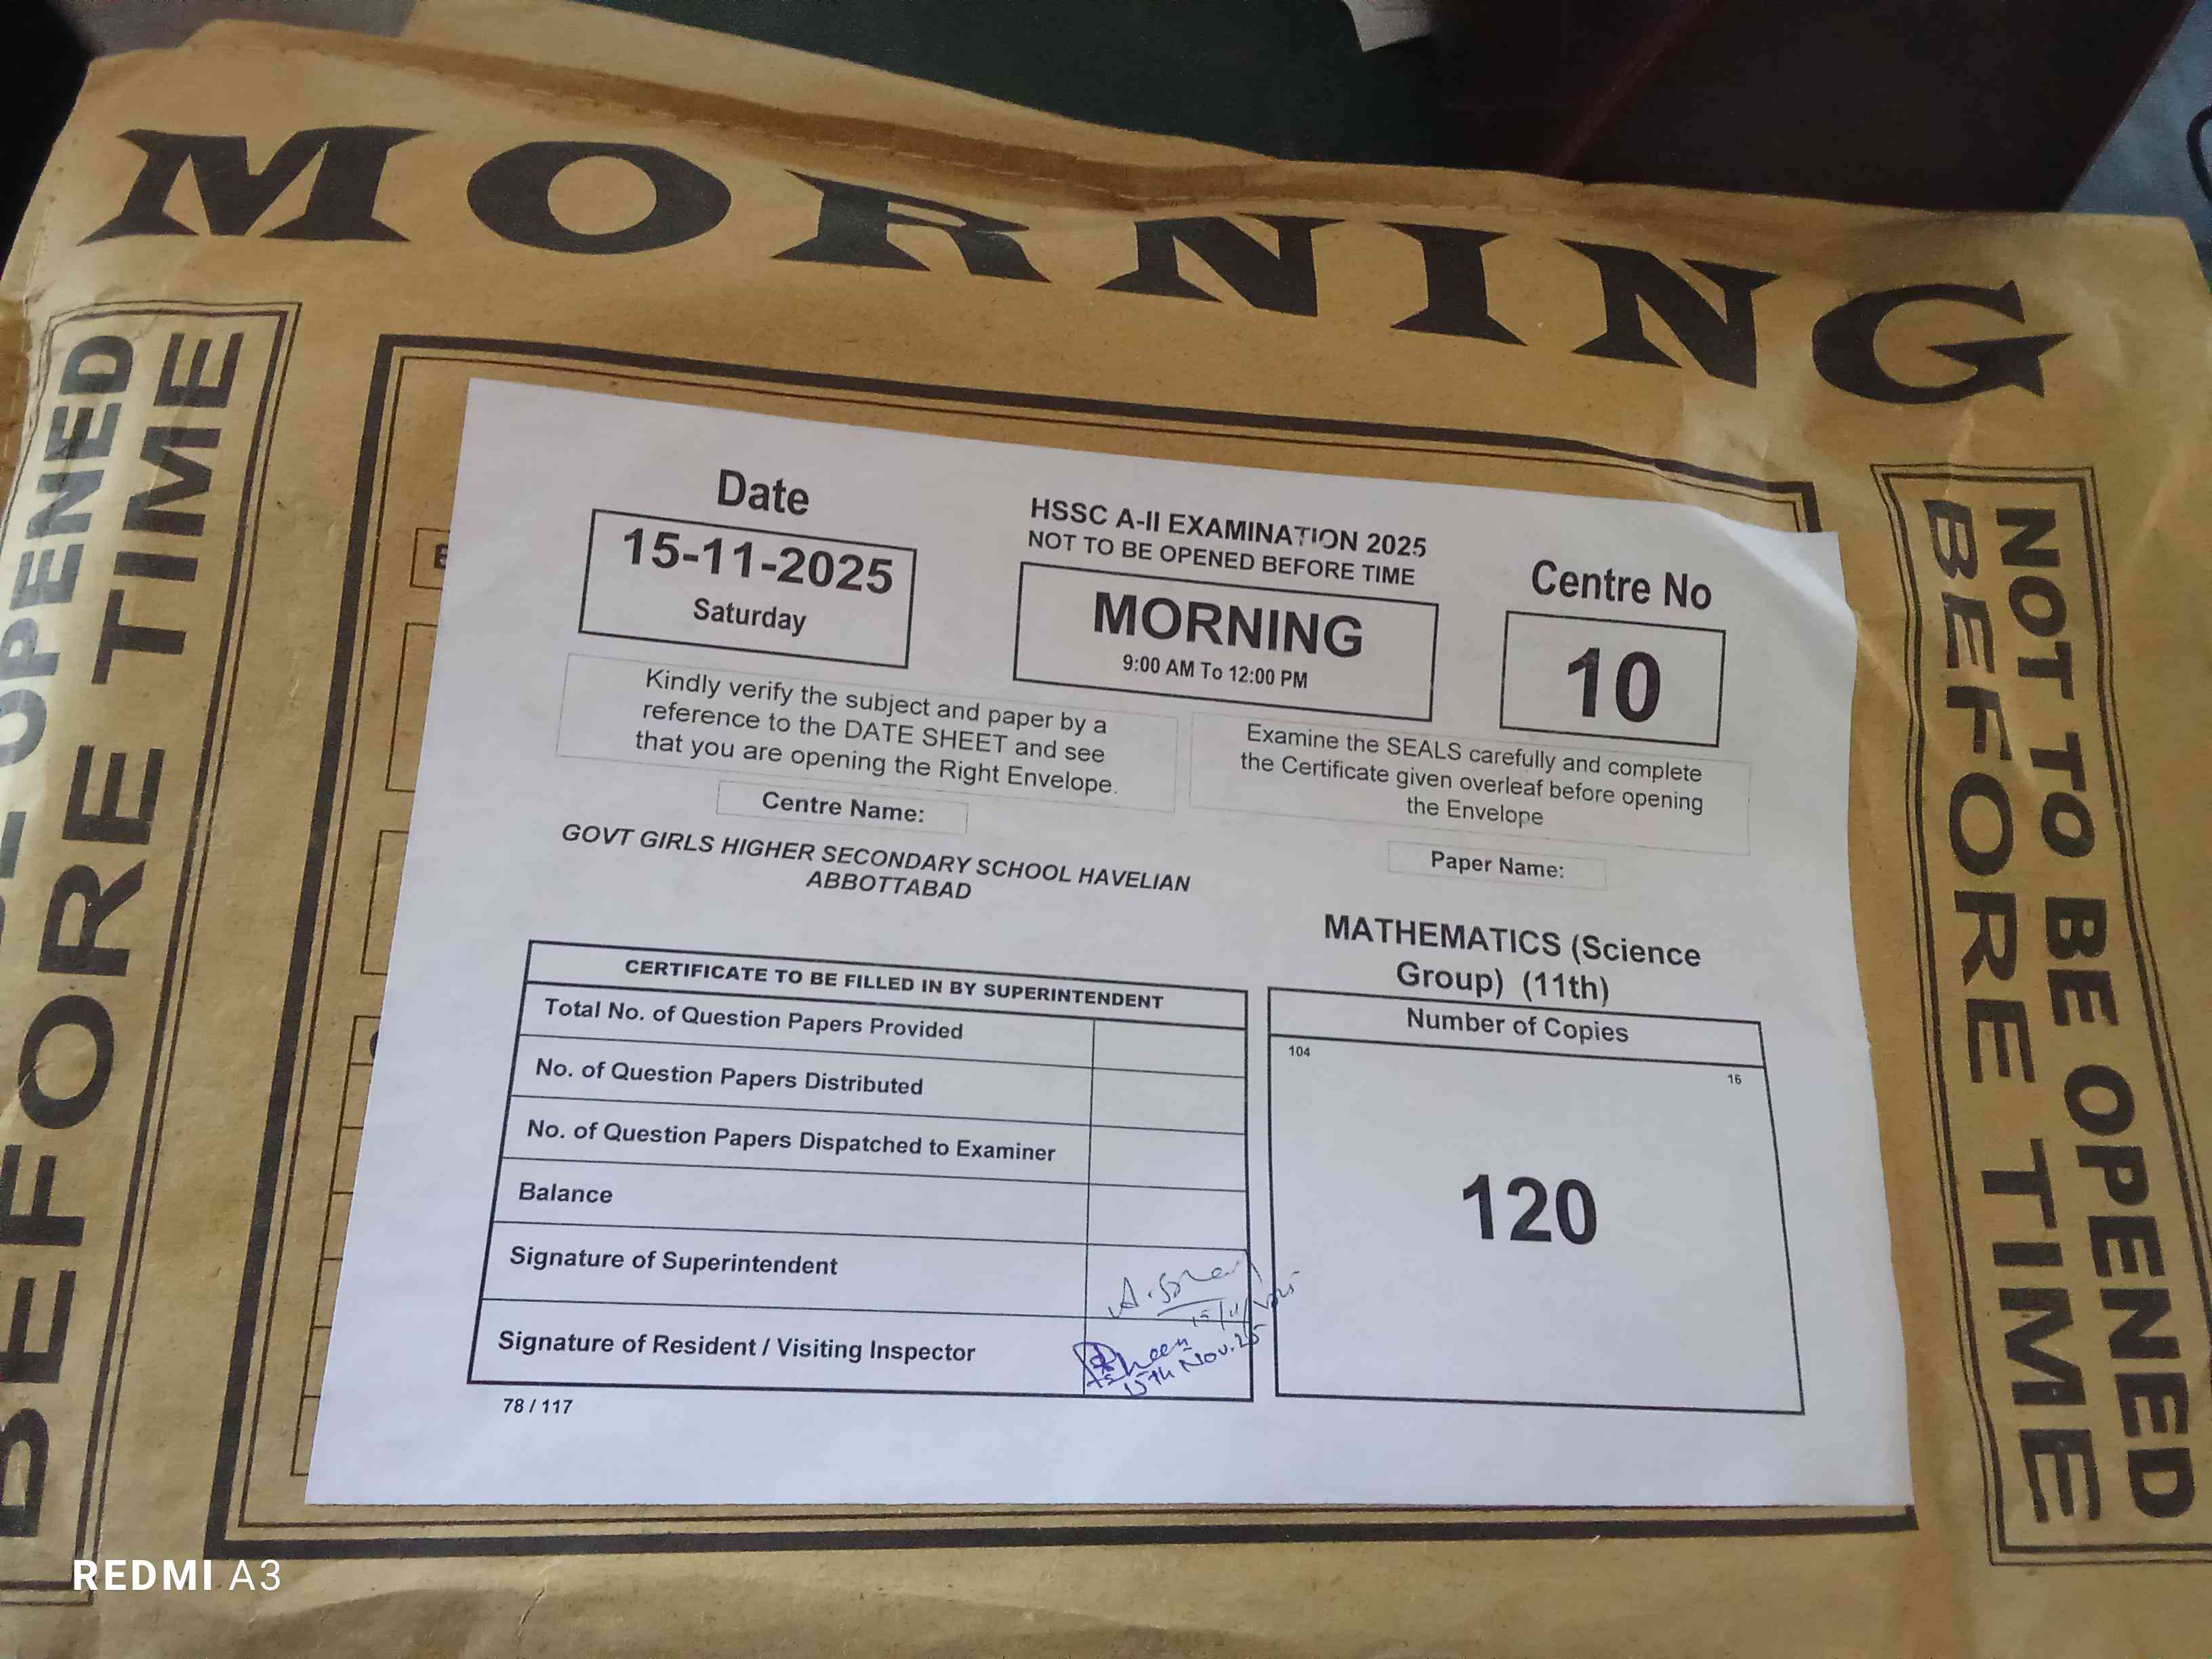 MORNING
OPENED
BEFORE TIME
NOT TO BE OPENED
BEFORE TIME
Date
15-11-2025
Saturday
HSSC A-II EXAMINATION 2025
NOT TO BE OPENED BEFORE TIME
MORNING
9:00 AM To 12:00 PM
Centre No
10
Kindly verify the subject and paper by a
reference to the DATE SHEET and see
that you are opening the Right Envelope.
Examine the SEALS carefully and complete
the Certificate given overleaf before opening
the Envelope
Centre Name:
GOVT GIRLS HIGHER SECONDARY SCHOOL HAVELIAN
ABBOTTABAD
Paper Name:
MATHEMATICS (Science
Group) (11th)
CERTIFICATE TO BE FILLED IN BY SUPERINTENDENT
Total No. of Question Papers Provided
No. of Question Papers Distributed
No. of Question Papers Dispatched to Examiner
Balance
Signature of Superintendent
15/11/2025
Signature of Resident / Visiting Inspector
15th Nov. 25
Number of Copies
104
16
120
78 / 117
REDMI A3